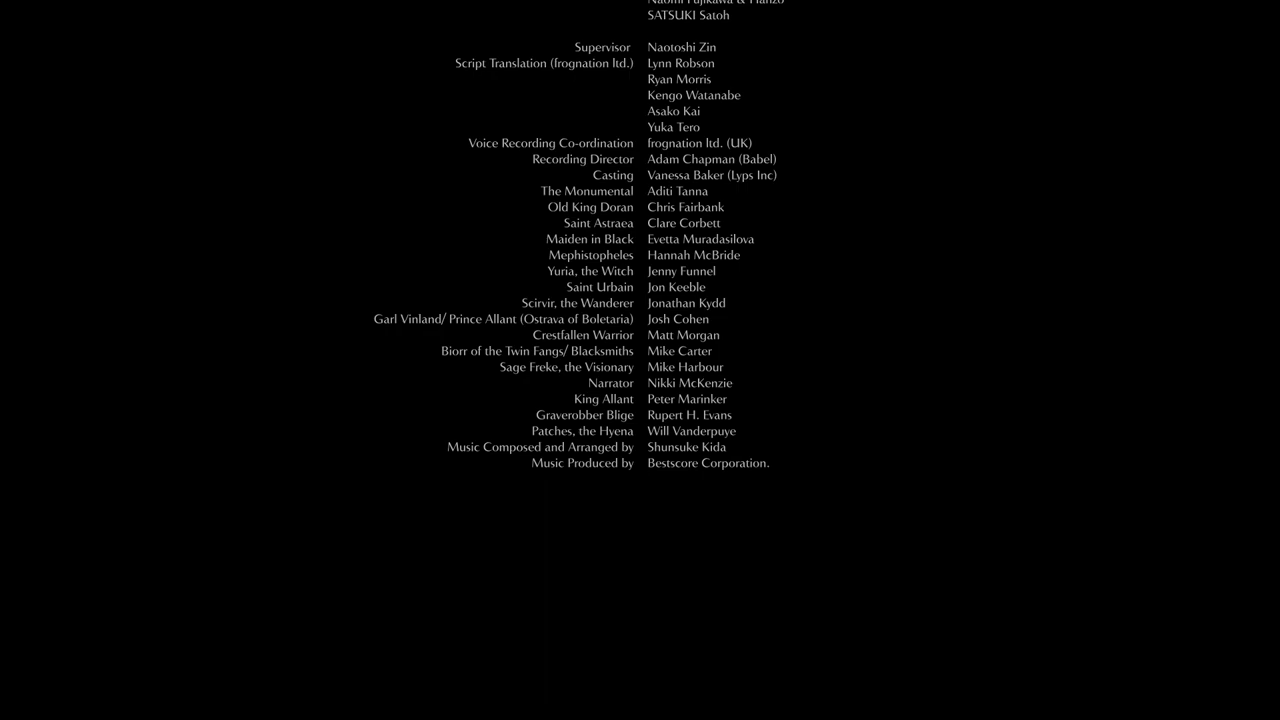 Naomi Fujikawa & Hanzo
SATSUKI Satoh
Supervisor Naotoshi Zin
Script Translation (frognation ltd.) Lynn Robson
Ryan Morris
Kengo Watanabe
Asako Kai
Yuka Tero
Voice Recording Co-ordination frognation ltd. (UK)
Recording Director Adam Chapman (Babel)
Casting Vanessa Baker (Lyps Inc)
The Monumental Aditi Tanna
Old King Doran Chris Fairbank
Saint Astraea Clare Corbett
Maiden in Black Evetta Muradasilova
Mephistopheles Hannah McBride
Yuria, the Witch Jenny Funnel
Saint Urbain Jon Keeble
Scirvir, the Wanderer Jonathan Kydd
Garl Vinland/ Prince Allant (Ostrava of Boletaria) Josh Cohen
Crestfallen Warrior Matt Morgan
Biorr of the Twin Fangs/ Blacksmiths Mike Carter
Sage Freke, the Visionary Mike Harbour
Narrator Nikki McKenzie
King Allant Peter Marinker
Graverobber Blige Rupert H. Evans
Patches, the Hyena Will Vanderpuye
Music Composed and Arranged by Shunsuke Kida
Music Produced by Bestscore Corporation.